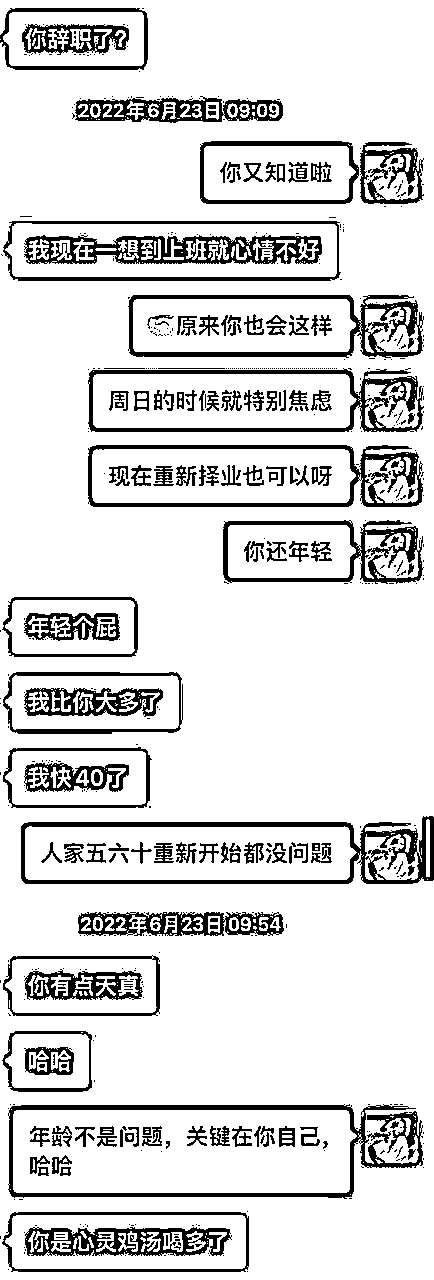 你辞职了？
2022年6月23日 09:09
你又知道啦
我现在一想到上班就心情不好
原来你也会这样
周日的时候就特别焦虑
现在重新择业也可以呀
你还年轻
年轻个屁
我比你大多了
我快40了
人家五六十重新开始都没问题
2022年6月23日 09:54
你有点天真
哈哈
年龄不是问题，关键在你自己，
哈哈
你是心灵鸡汤喝多了